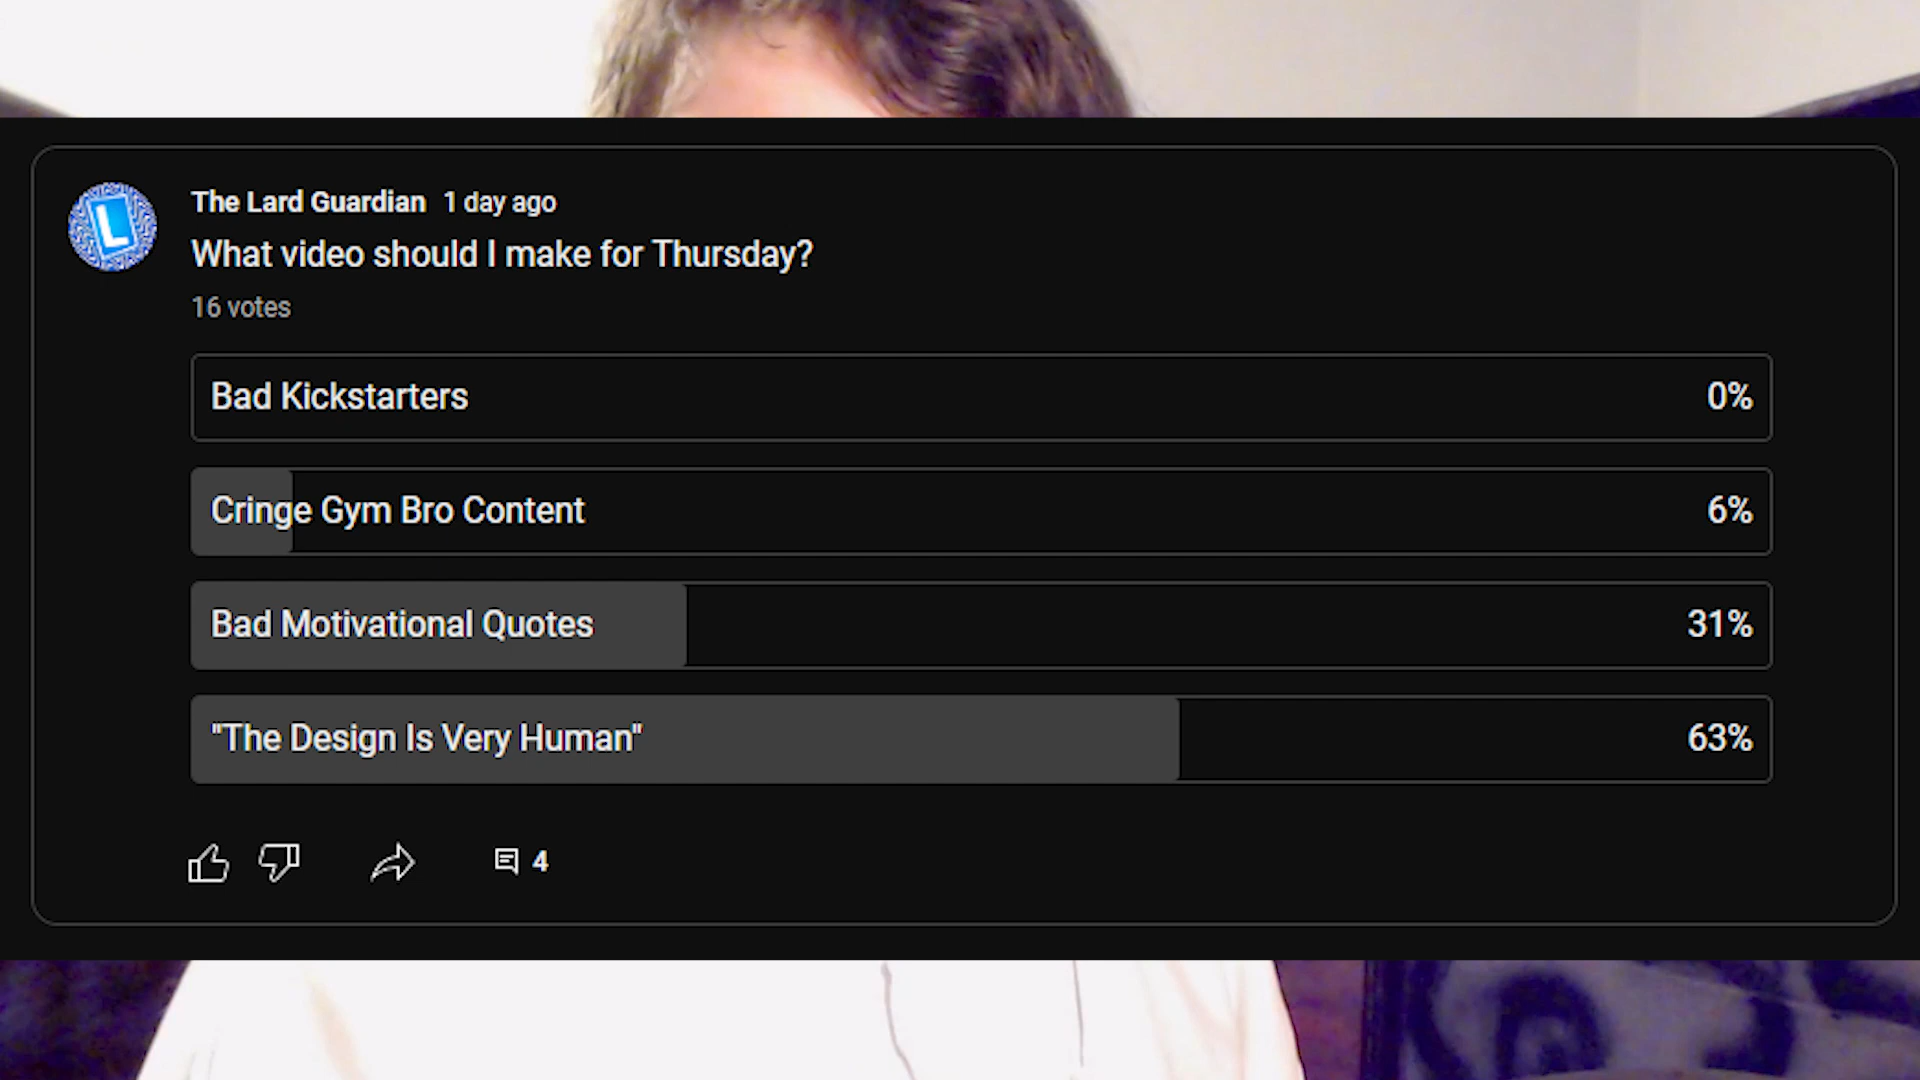 L
The Lard Guardian 1 day ago
What video should I make for Thursday?
16 votes
Bad Kickstarters 0%
Cringe Gym Bro Content 6%
Bad Motivational Quotes 31%
"The Design Is Very Human" 63%
4